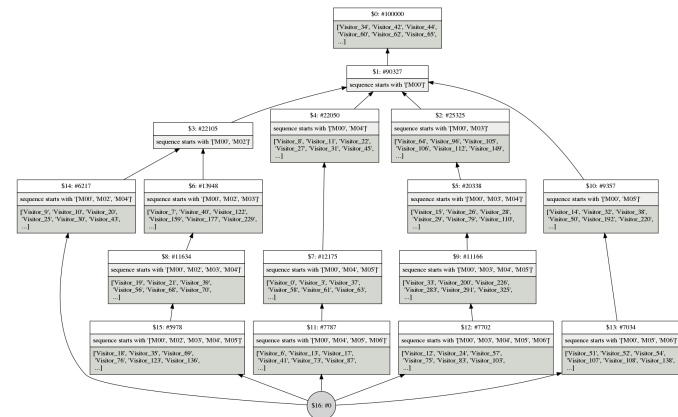 $0: #100000
['Visitor_34', 'Visitor_42', 'Visitor_44',
'Visitor_60', 'Visitor_62', 'Visitor_65',
...]
$1: #90327
sequence starts with '[M00']'
$3: #22105
sequence starts with '[M00', 'M02']'
$4: #22050
sequence starts with '[M00', 'M04']'
['Visitor_8', 'Visitor_11', 'Visitor_22',
'Visitor_27', 'Visitor_31', 'Visitor_45',
...]
$2: #25325
sequence starts with '[M00', 'M03']'
['Visitor_64', 'Visitor_96', 'Visitor_105',
'Visitor_106', 'Visitor_112', 'Visitor_149',
...]
$14: #6217
sequence starts with '[M00', 'M02', 'M04']'
['Visitor_9', 'Visitor_10', 'Visitor_20',
'Visitor_25', 'Visitor_30', 'Visitor_43',
...]
$6: #13948
sequence starts with '[M00', 'M02', 'M03']'
['Visitor_7', 'Visitor_40', 'Visitor_122',
'Visitor_159', 'Visitor_177', 'Visitor_229',
...]
$5: #20338
sequence starts with '[M00', 'M03', 'M04']'
['Visitor_15', 'Visitor_26', 'Visitor_28',
'Visitor_29', 'Visitor_79', 'Visitor_110',
...]
$10: #9357
sequence starts with '[M00', 'M05']'
['Visitor_14', 'Visitor_32', 'Visitor_38',
'Visitor_50', 'Visitor_192', 'Visitor_220',
...]
$8: #11634
sequence starts with '[M00', 'M02', 'M03', 'M04']'
['Visitor_19', 'Visitor_21', 'Visitor_39',
'Visitor_56', 'Visitor_68', 'Visitor_70',
...]
$7: #12175
sequence starts with '[M00', 'M04', 'M05']'
['Visitor_0', 'Visitor_3', 'Visitor_37',
'Visitor_58', 'Visitor_61', 'Visitor_63',
...]
$9: #11166
sequence starts with '[M00', 'M03', 'M04', 'M05']'
['Visitor_33', 'Visitor_200', 'Visitor_226',
'Visitor_283', 'Visitor_291', 'Visitor_325',
...]
$15: #5978
sequence starts with '[M00', 'M02', 'M03', 'M04', 'M05']'
['Visitor_18', 'Visitor_35', 'Visitor_69',
'Visitor_76', 'Visitor_123', 'Visitor_136',
...]
$11: #7787
sequence starts with '[M00', 'M04', 'M05', 'M06']'
['Visitor_6', 'Visitor_13', 'Visitor_17',
'Visitor_41', 'Visitor_73', 'Visitor_87',
...]
$12: #7702
sequence starts with '[M00', 'M03', 'M04', 'M05', 'M06']'
['Visitor_12', 'Visitor_24', 'Visitor_57',
'Visitor_75', 'Visitor_83', 'Visitor_103',
...]
$13: #7034
sequence starts with '[M00', 'M05', 'M06']'
['Visitor_51', 'Visitor_52', 'Visitor_54',
'Visitor_107', 'Visitor_108', 'Visitor_138',
...]
$16: #0